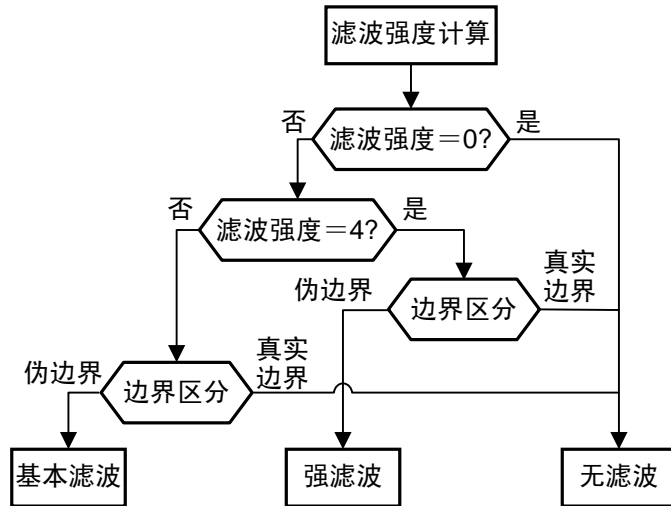 滤波强度计算
否
是
滤波强度＝0?
否
是
滤波强度＝4?
伪边界
边界区分
真实
边界
伪边界
边界区分
真实
边界
基本滤波
强滤波
无滤波